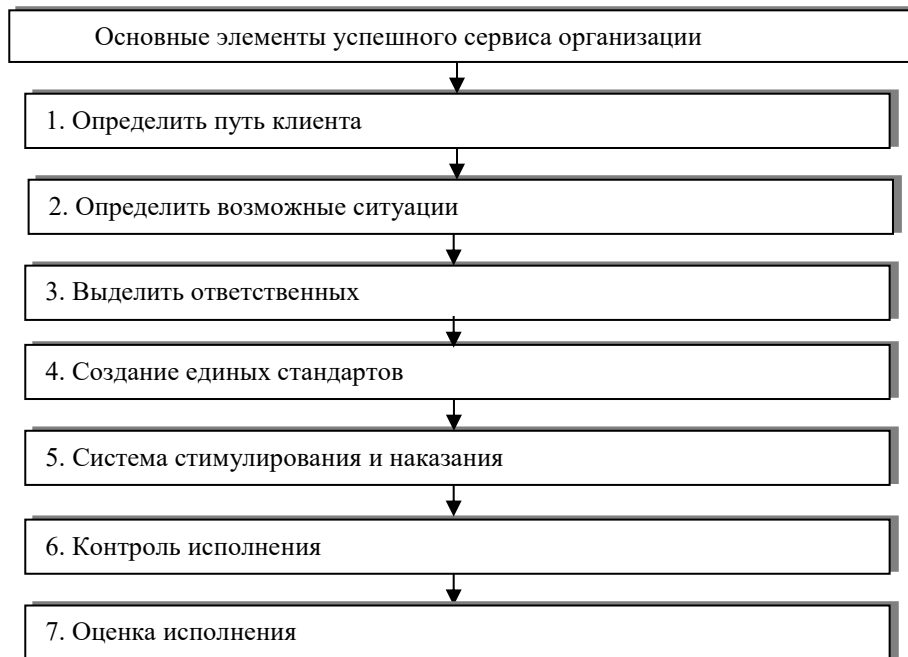 Основные элементы успешного сервиса организации
1. Определить путь клиента
2. Определить возможные ситуации
3. Выделить ответственных
4. Создание единых стандартов
5. Система стимулирования и наказания
6. Контроль исполнения
7. Оценка исполнения